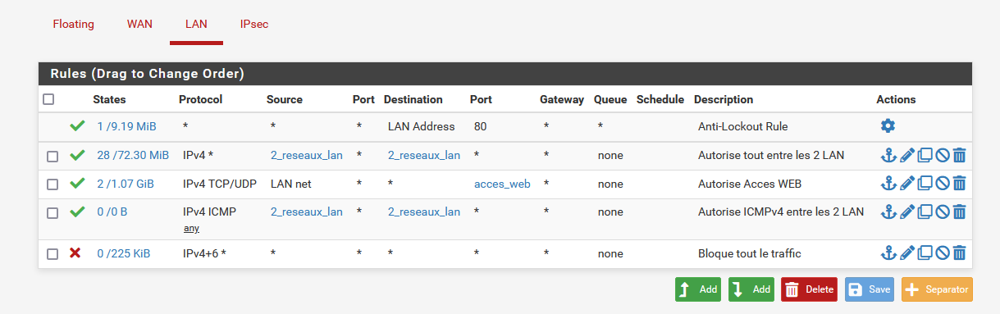 Floating WAN LAN IPsec
Rules (Drag to Change Order)
States Protocol Source Port Destination Port Gateway Queue Schedule Description Actions
1 /9.19 MiB * * * LAN Address 80 * * Anti-Lockout Rule
28 /72.30 MiB IPv4 * 2_reseaux_lan * 2_reseaux_lan * * none Autorise tout entre les 2 LAN
2 /1.07 GiB IPv4 TCP/UDP LAN net * * acces_web * none Autorise Acces WEB
0 /0 B IPv4 ICMP 2_reseaux_lan * 2_reseaux_lan * * none Autorise ICMPv4 entre les 2 LAN
any
0 /225 KiB IPv4+6 * * * * * * none Bloque tout le traffic
Add Add Delete Save Separator